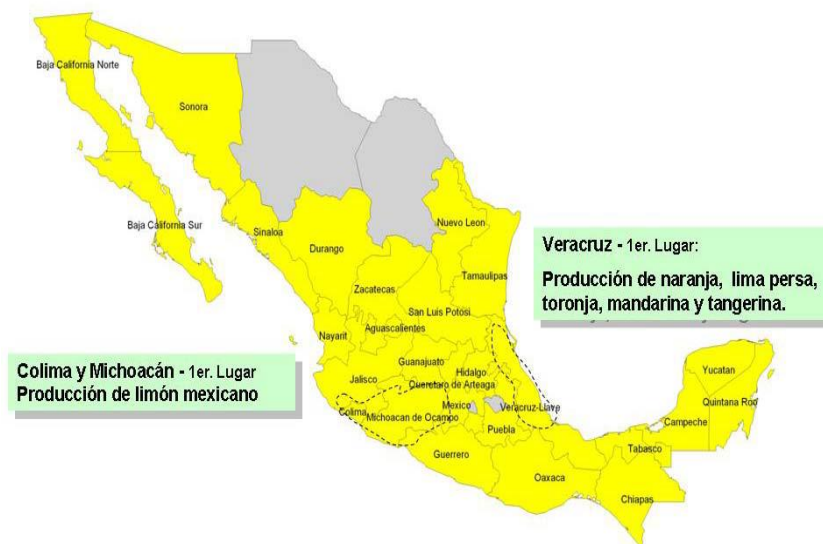 Baja California Norte
Sonora
Baja California Sur
Sinaloa
Durango
Nuevo Leon
Tamaulipas
Zacatecas
San Luis Potosi
Nayarit
Aguascalientes
Guanajuato
Hidalgo
Jalisco
Queretaro de Arteaga
Colima
Michoacan de Ocampo
Mexico
Veracruz-Llave
Puebla
Guerrero
Oaxaca
Tabasco
Chiapas
Campeche
Yucatan
Quintana Roo
Veracruz - 1er. Lugar:
Producción de naranja, lima persa,
toronja, mandarina y tangerina.
Colima y Michoacán - 1er. Lugar
Producción de limón mexicano